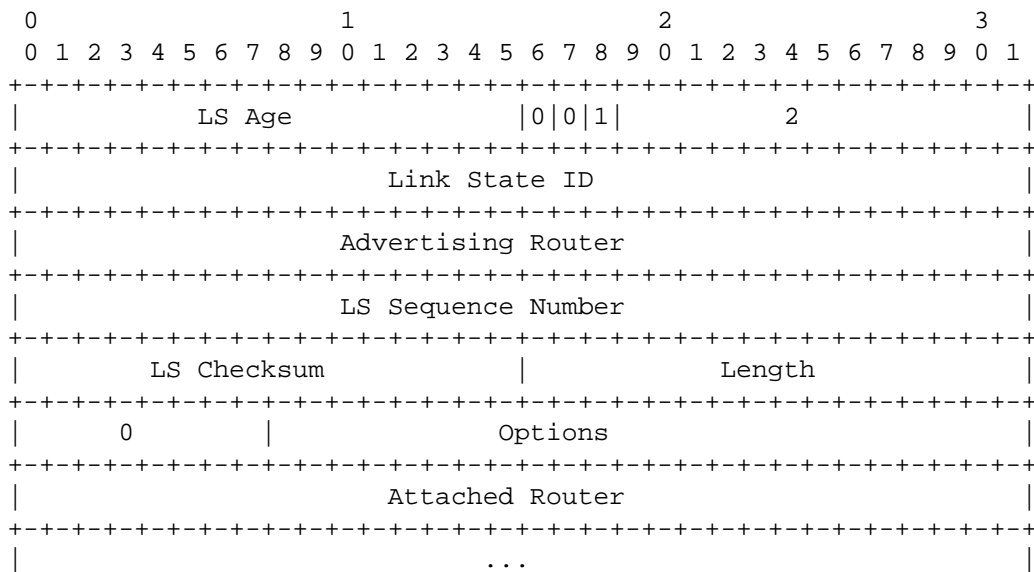 0                   1                   2                   3
 0 1 2 3 4 5 6 7 8 9 0 1 2 3 4 5 6 7 8 9 0 1 2 3 4 5 6 7 8 9 0 1
+-+-+-+-+-+-+-+-+-+-+-+-+-+-+-+-+-+-+-+-+-+-+-+-+-+-+-+-+-+-+-+-+
|           LS Age              |0|0|1|          2              |
+-+-+-+-+-+-+-+-+-+-+-+-+-+-+-+-+-+-+-+-+-+-+-+-+-+-+-+-+-+-+-+-+
|                       Link State ID                           |
+-+-+-+-+-+-+-+-+-+-+-+-+-+-+-+-+-+-+-+-+-+-+-+-+-+-+-+-+-+-+-+-+
|                    Advertising Router                         |
+-+-+-+-+-+-+-+-+-+-+-+-+-+-+-+-+-+-+-+-+-+-+-+-+-+-+-+-+-+-+-+-+
|                    LS Sequence Number                         |
+-+-+-+-+-+-+-+-+-+-+-+-+-+-+-+-+-+-+-+-+-+-+-+-+-+-+-+-+-+-+-+-+
|        LS Checksum            |            Length             |
+-+-+-+-+-+-+-+-+-+-+-+-+-+-+-+-+-+-+-+-+-+-+-+-+-+-+-+-+-+-+-+-+
|      0        |              Options                          |
+-+-+-+-+-+-+-+-+-+-+-+-+-+-+-+-+-+-+-+-+-+-+-+-+-+-+-+-+-+-+-+-+
|                       Attached Router                         |
+-+-+-+-+-+-+-+-+-+-+-+-+-+-+-+-+-+-+-+-+-+-+-+-+-+-+-+-+-+-+-+-+
|                             ...                               |